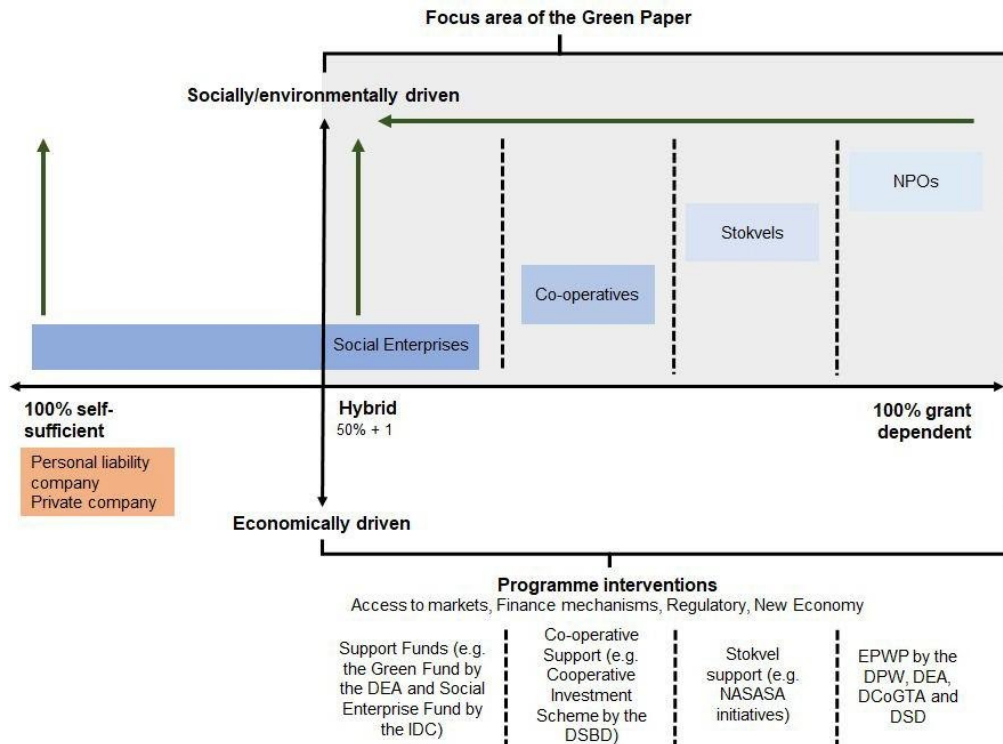 Focus area of the Green Paper
Socially/environmentally driven
NPOs
Stokvels
Co-operatives
Social Enterprises
100% self-
sufficient
Hybrid
50% + 1
100% grant
dependent
Personal liability
company
Private company
Economically driven
Programme interventions
Access to markets, Finance mechanisms, Regulatory, New Economy
Support Funds (e.g.
the Green Fund by
the DEA and Social
Enterprise Fund by
the IDC)
Co-operative
Support (e.g.
Cooperative
Investment
Scheme by the
DSBD)
Stokvel
support (e.g.
NASASA
initiatives)
EPWP by the
DPW, DEA,
DCoGTA and
DSD